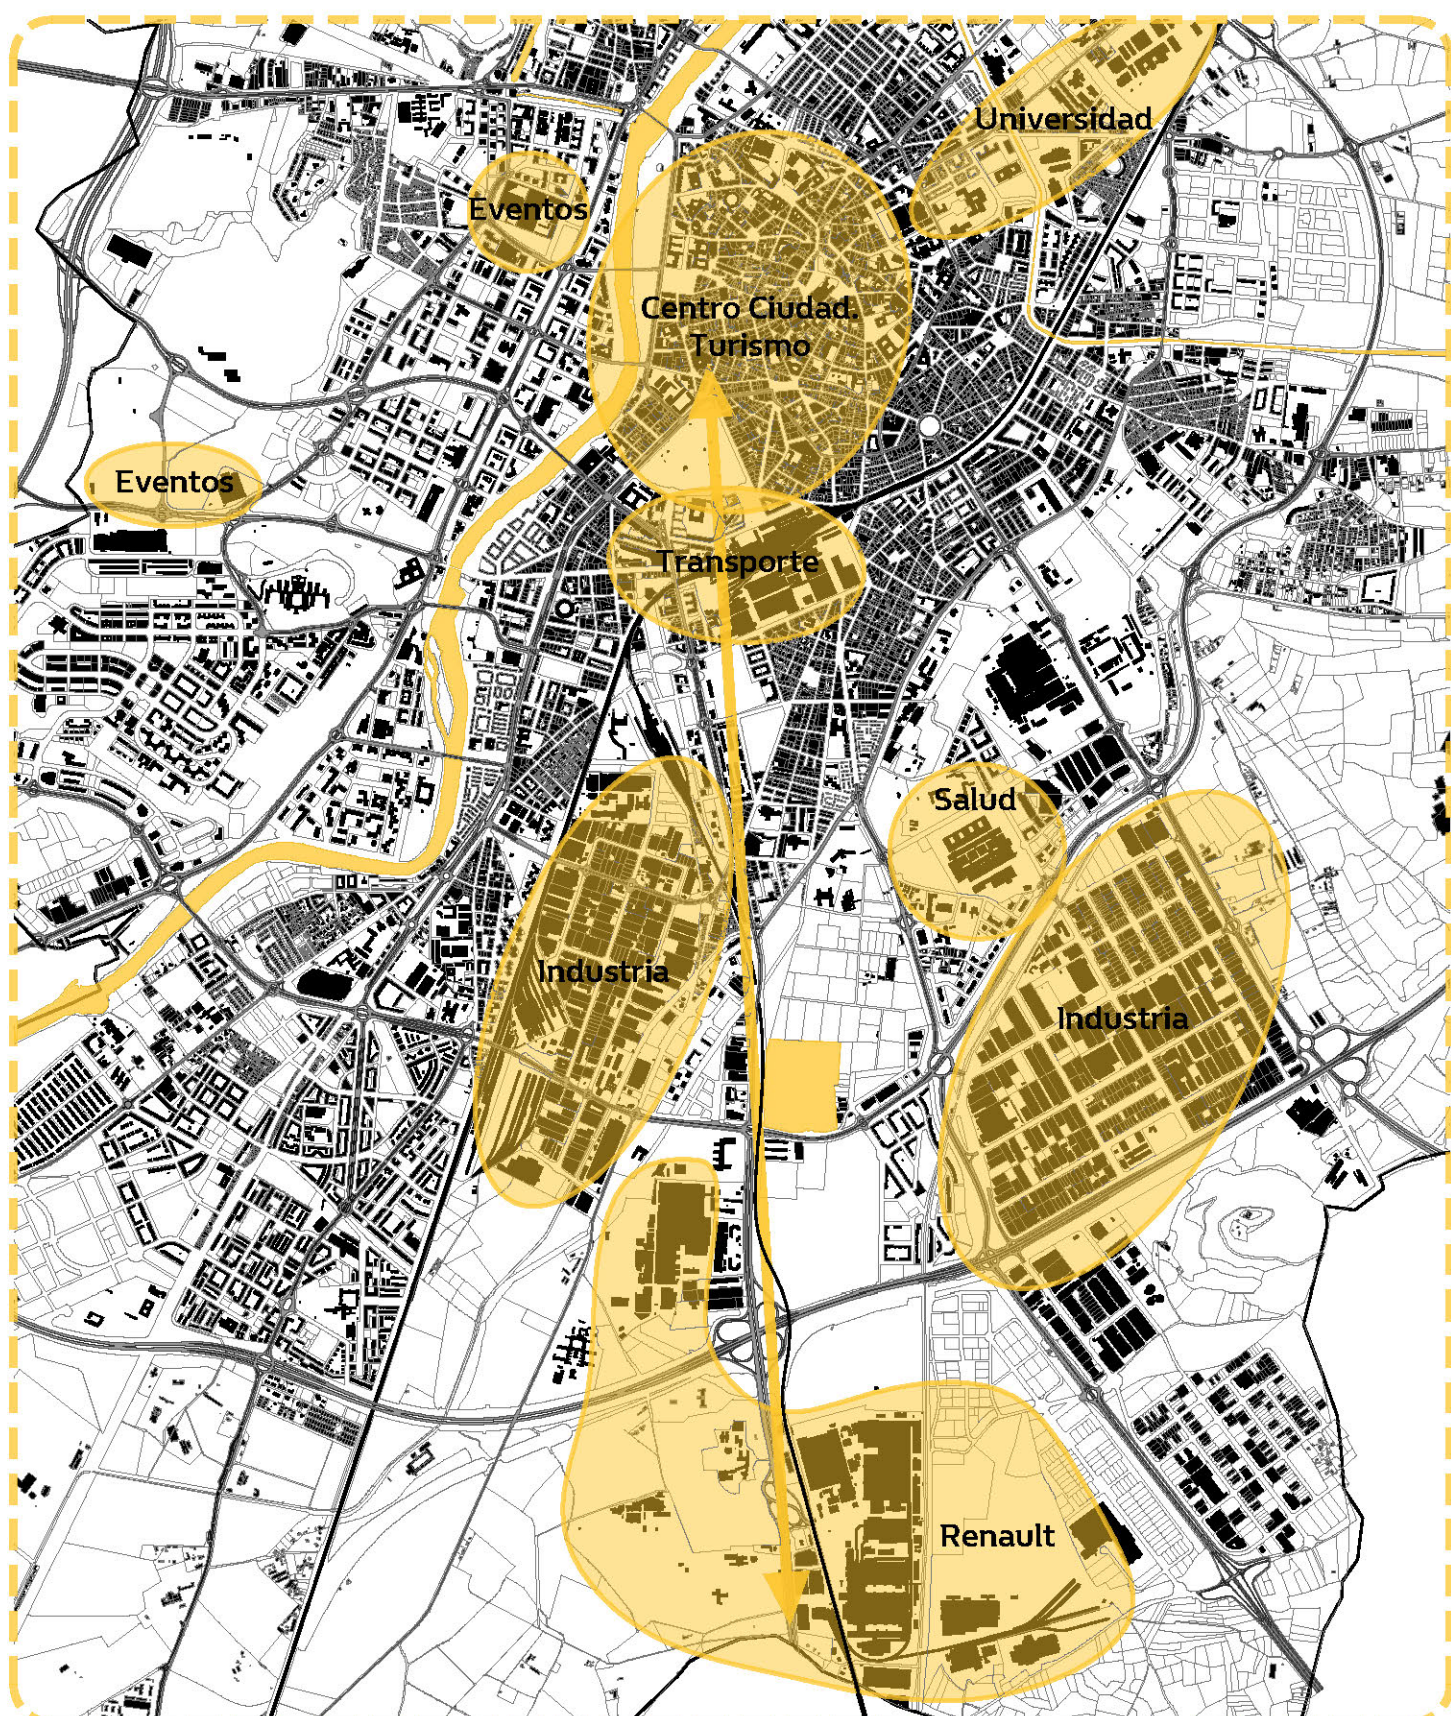 Universidad
Eventos
Centro Ciudad.
Turismo
Eventos
Transporte
Salud
Industria
Industria
Renault